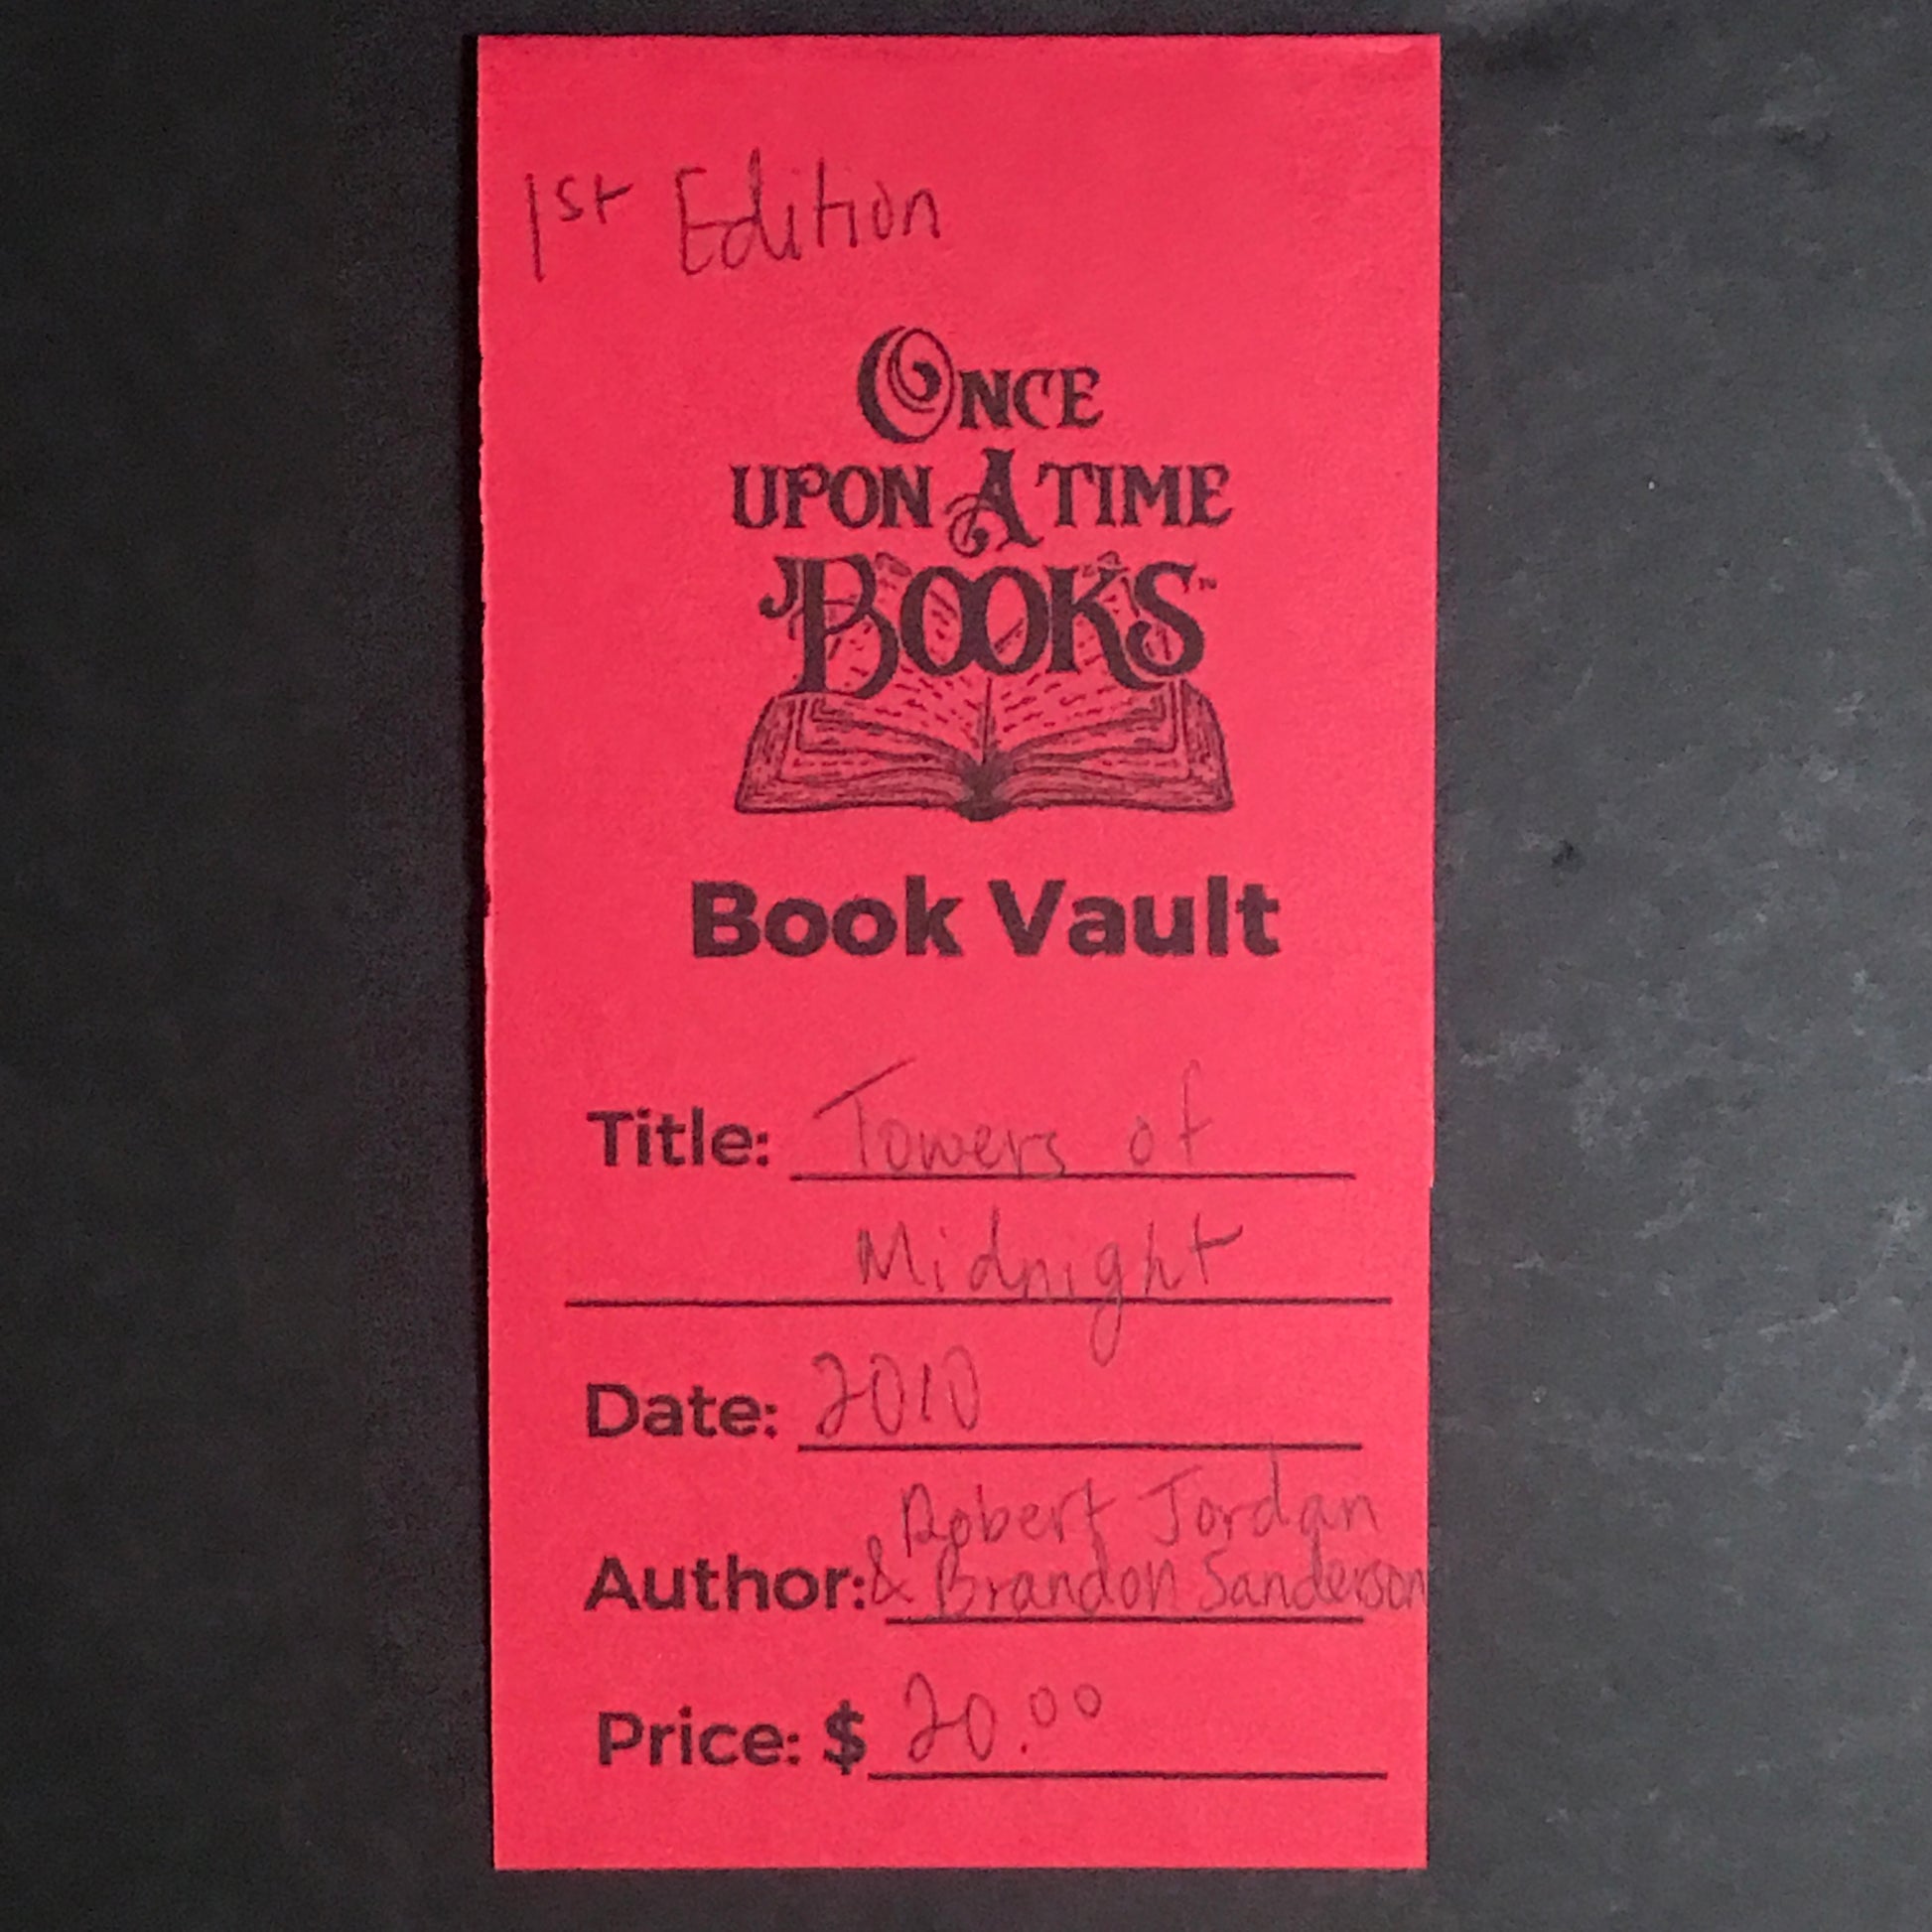 1st Edition
ONCE
UPON A TIME
BOOKS™
Book Vault
Title: Towers of
Midnight
Date: 2010
Robert Jordan
Author: & Brandon Sanderson
Price: $ 20.00